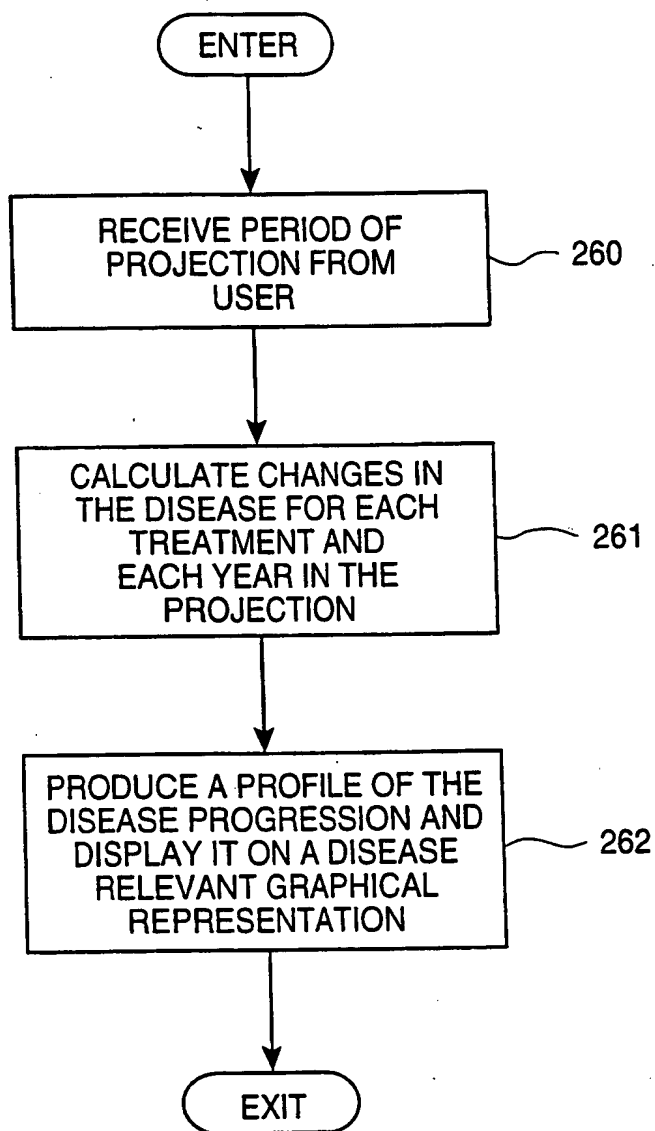 ENTER
RECEIVE PERIOD OF
PROJECTION FROM
USER
260
CALCULATE CHANGES IN
THE DISEASE FOR EACH
TREATMENT AND
EACH YEAR IN THE
PROJECTION
261
PRODUCE A PROFILE OF THE
DISEASE PROGRESSION AND
DISPLAY IT ON A DISEASE
RELEVANT GRAPHICAL
REPRESENTATION
262
EXIT